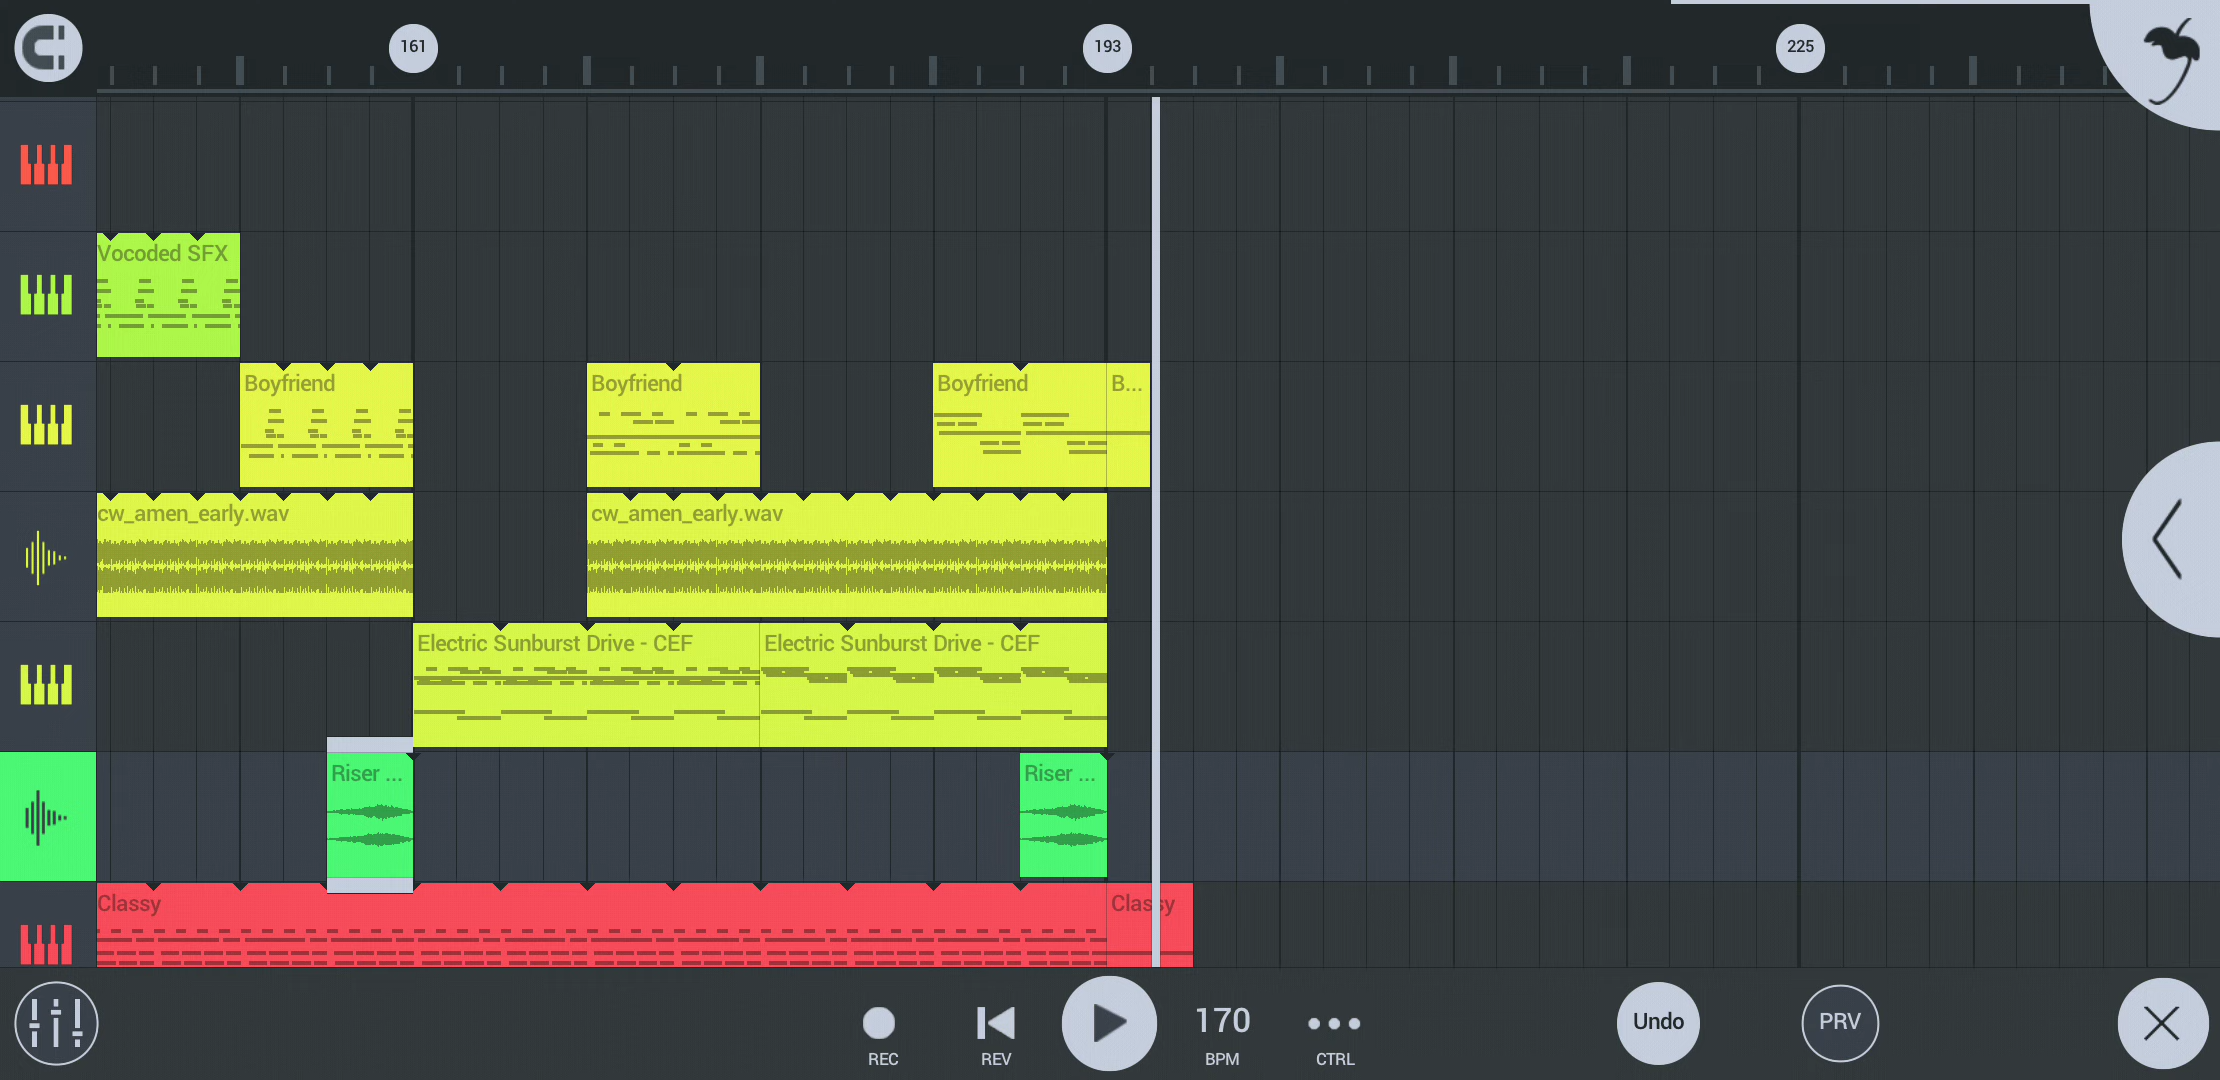 161
193
225
Vocoded SFX
Boyfriend
Boyfriend
Boyfriend
B...
cw_amen_early.wav
cw_amen_early.wav
Electric Sunburst Drive - CEF
Electric Sunburst Drive - CEF
Riser ...
Riser ...
Classy
Classy
REC
REV
170
BPM
CTRL
Undo
PRV